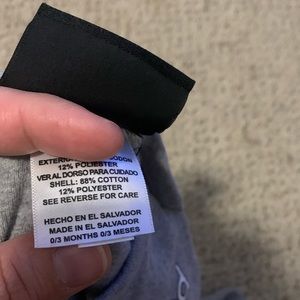 12% POLIESTER
VER AL DORSO PARA CUIDADO
SHELL: 88% COTTON
12% POLYESTER
SEE REVERSE FOR CARE
HECHO EN EL SALVADOR
MADE IN EL SALVADOR
0/3 MONTHS 0/3 MESES